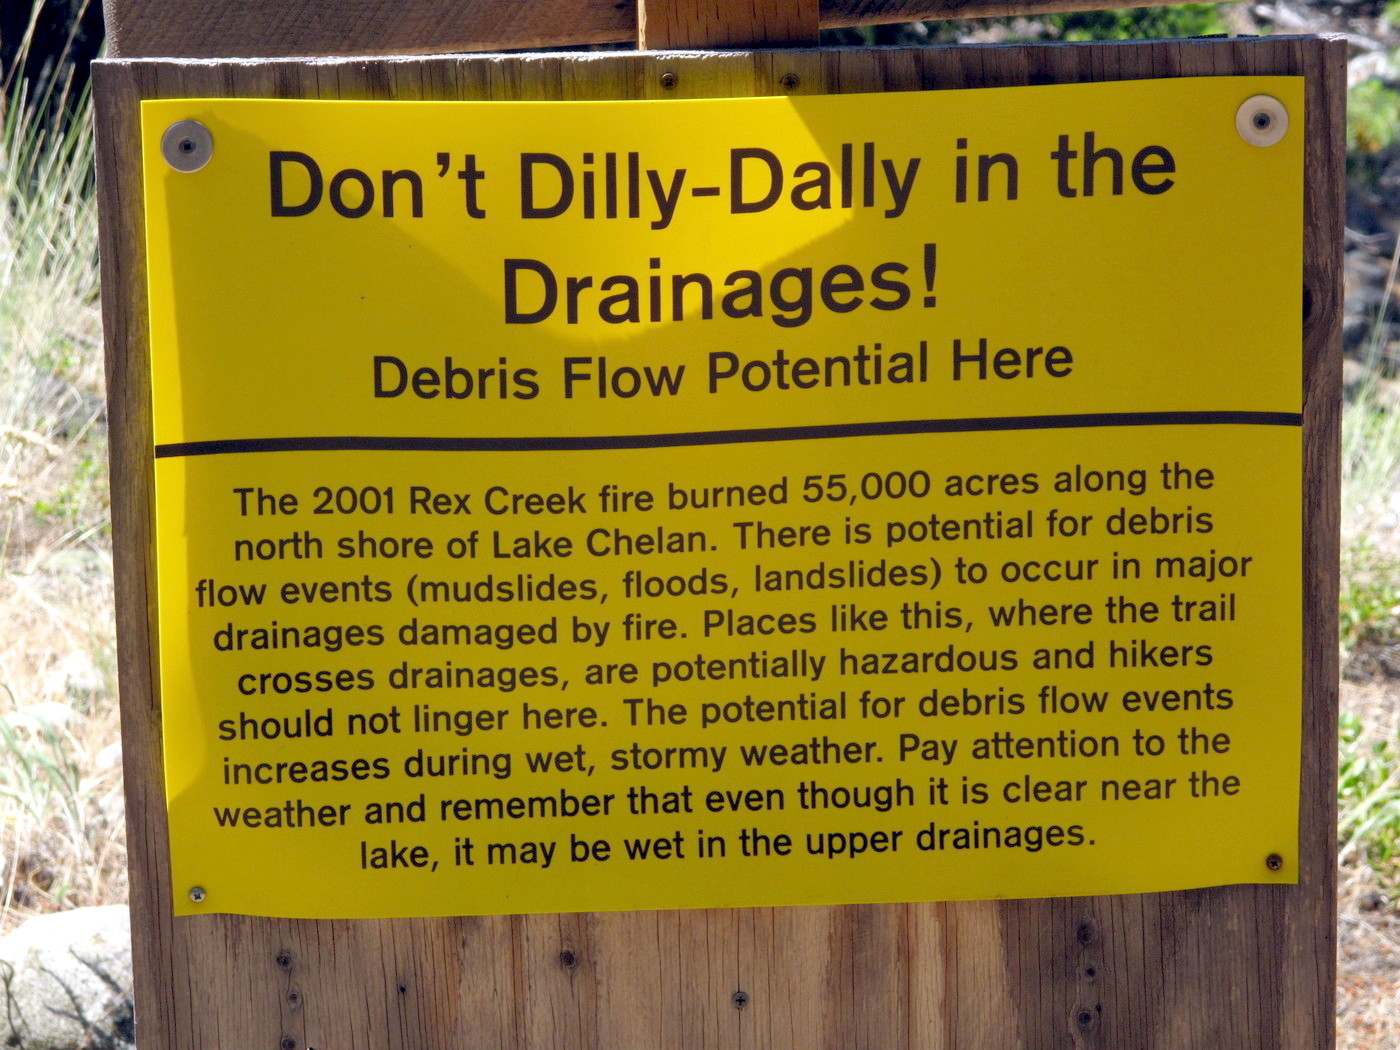 Don't Dilly-Dally in the
Drainages!
Debris Flow Potential Here
The 2001 Rex Creek fire burned 55,000 acres along the
north shore of Lake Chelan. There is potential for debris
flow events (mudslides, floods, landslides) to occur in major
drainages damaged by fire. Places like this, where the trail
crosses drainages, are potentially hazardous and hikers
should not linger here. The potential for debris flow events
increases during wet, stormy weather. Pay attention to the
weather and remember that even though it is clear near the
lake, it may be wet in the upper drainages.